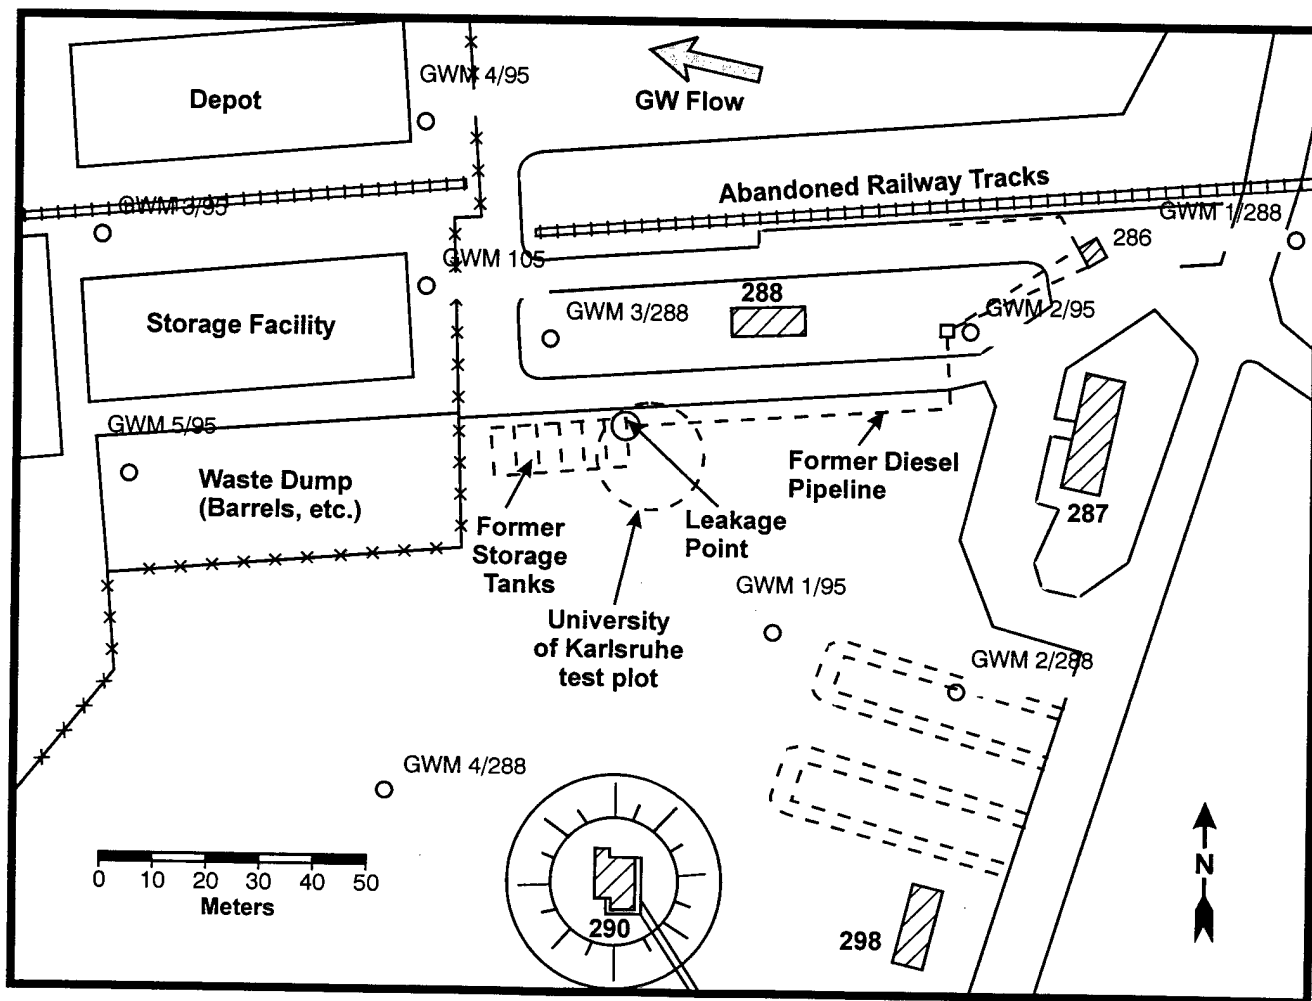 GWM 4/95
GW Flow
Depot
Abandoned Railway Tracks
GWM 3/95
GWM 1/288
286
GWM 105
288
GWM 3/288
GWM 2/95
Storage Facility
GWM 5/95
Waste Dump
(Barrels, etc.)
Former Diesel
Pipeline
287
Former
Storage
Tanks
Leakage
Point
GWM 1/95
University
of Karlsruhe
test plot
GWM 2/288
GWM 4/288
0 10 20 30 40 50
Meters
290
298
N